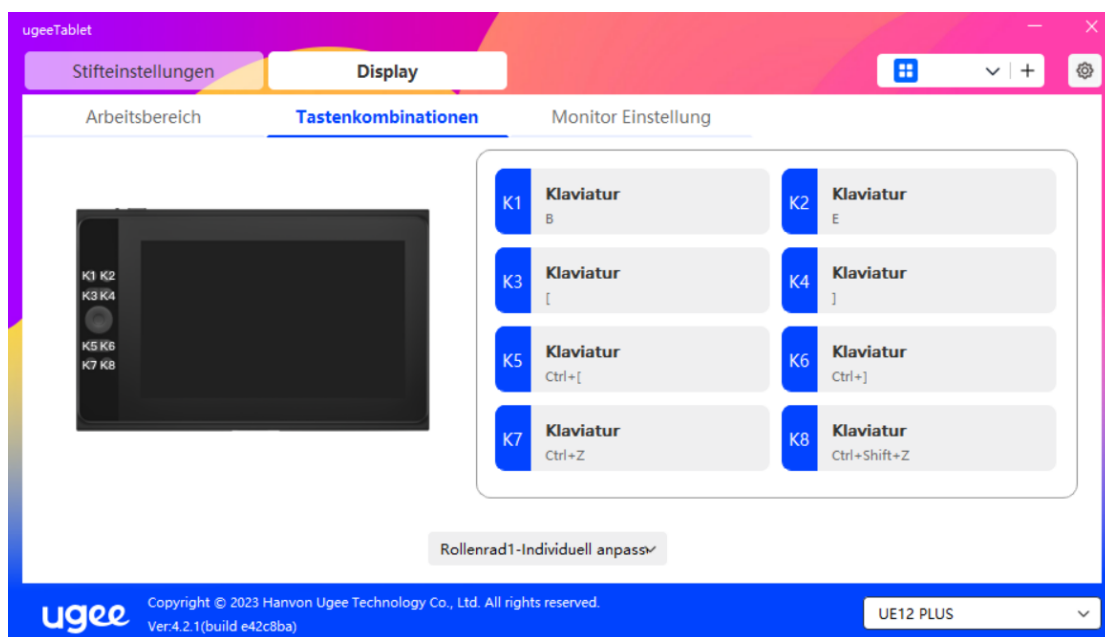 ugeeTablet
Stifteinstellungen Display
Arbeitsbereich Tastenkombinationen Monitor Einstellung
K1 Klaviatur
B
K2 Klaviatur
E
K3 Klaviatur
[
K4 Klaviatur
]
K5 Klaviatur
Ctrl+[
K6 Klaviatur
Ctrl+]
K7 Klaviatur
Ctrl+Z
K8 Klaviatur
Ctrl+Shift+Z
K1 K2
K3 K4
K5 K6
K7 K8
Rollenrad1-Individuell anpass
ugee
Copyright © 2023 Hanvon Ugee Technology Co., Ltd. All rights reserved.
Ver:4.2.1(build e42c8ba)
UE12 PLUS